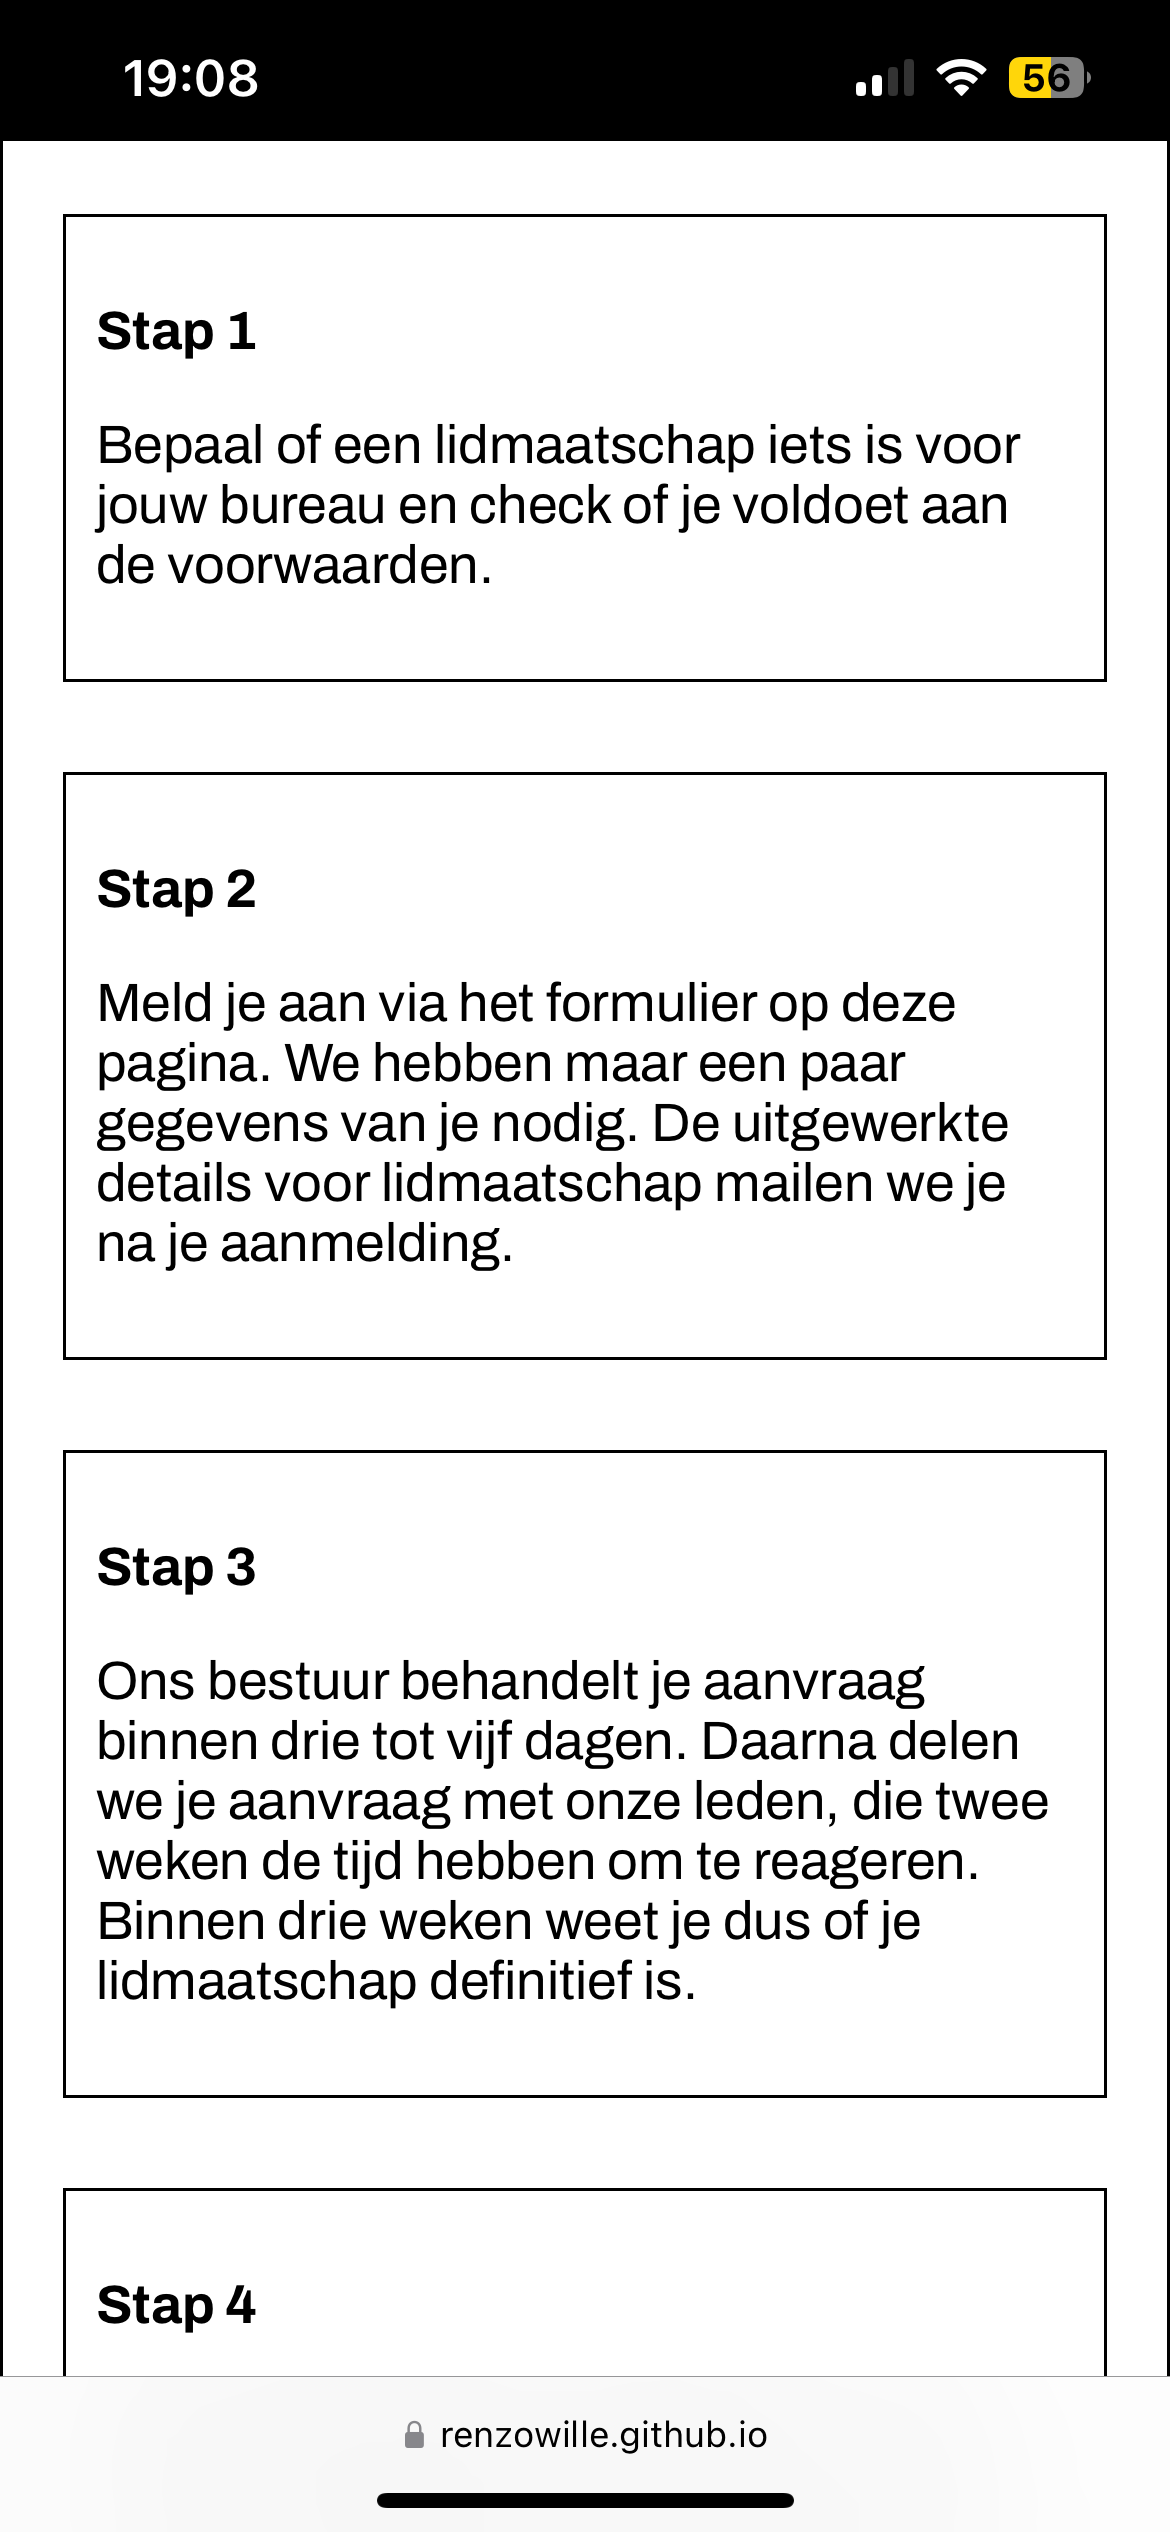 19:08
56
Stap 1
Bepaal of een lidmaatschap iets is voor
jouw bureau en check of je voldoet aan
de voorwaarden.
Stap 2
Meld je aan via het formulier op deze
pagina. We hebben maar een paar
gegevens van je nodig. De uitgewerkte
details voor lidmaatschap mailen we je
na je aanmelding.
Stap 3
Ons bestuur behandelt je aanvraag
binnen drie tot vijf dagen. Daarna delen
we je aanvraag met onze leden, die twee
weken de tijd hebben om te reageren.
Binnen drie weken weet je dus of je
lidmaatschap definitief is.
Stap 4
renzowille.github.io